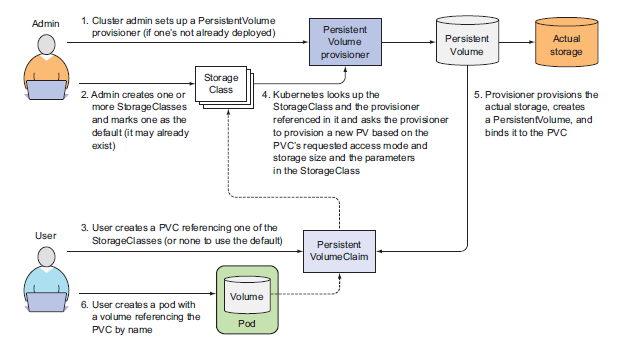 Admin
1. Cluster admin sets up a PersistentVolume
provisioner (if one's not already deployed)
Persistent
Volume
provisioner
Persistent
Volume
Actual
storage
2. Admin creates one or
more StorageClasses
and marks one as the
default (it may already
exist)
Storage
Class
4. Kubernetes looks up the
StorageClass and the provisioner
referenced in it and asks the provisioner
to provision a new PV based on the
PVC's requested access mode and
storage size and the parameters
in the StorageClass
5. Provisioner provisions the
actual storage, creates
a PersistentVolume, and
binds it to the PVC
User
3. User creates a PVC referencing one of the
StorageClasses (or none to use the default)
Persistent
VolumeClaim
6. User creates a pod with
a volume referencing the
PVC by name
Volume
Pod